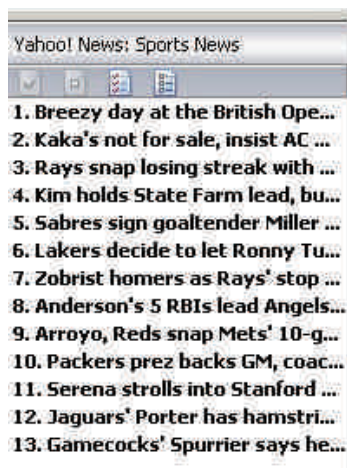 Yahoo! News: Sports News
1. Breezy day at the British Ope...
2. Kaka's not for sale, insist AC ...
3. Rays snap losing streak with ...
4. Kim holds State Farm lead, bu...
5. Sabres sign goaltender Miller ...
6. Lakers decide to let Ronny Tu...
7. Zobrist homers as Rays' stop ...
8. Anderson's 5 RBIs lead Angels...
9. Arroyo, Reds snap Mets' 10-g...
10. Packers prez backs GM, coac...
11. Serena strolls into Stanford ...
12. Jaguars' Porter has hamstri...
13. Gamecocks' Spurrier says he...